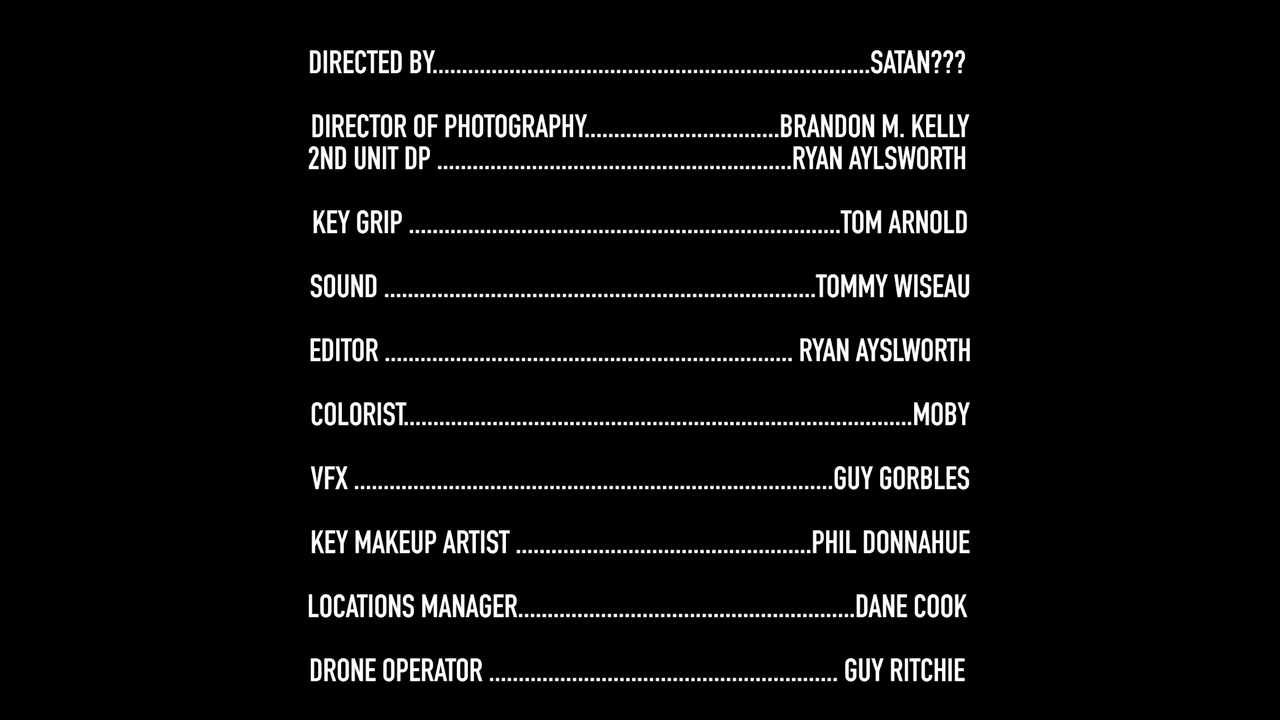 DIRECTED BY..........................................................................SATAN???
DIRECTOR OF PHOTOGRAPHY.................................BRANDON M. KELLY
2ND UNIT DP ............................................................RYAN AYLSWORTH
KEY GRIP .........................................................................TOM ARNOLD
SOUND .........................................................................TOMMY WISEAU
EDITOR ..................................................................... RYAN AYSLWORTH
COLORIST......................................................................................MOBY
VFX .................................................................................GUY GORBLES
KEY MAKEUP ARTIST ..................................................PHIL DONNAHUE
LOCATIONS MANAGER.........................................................DANE COOK
DRONE OPERATOR ........................................................... GUY RITCHIE